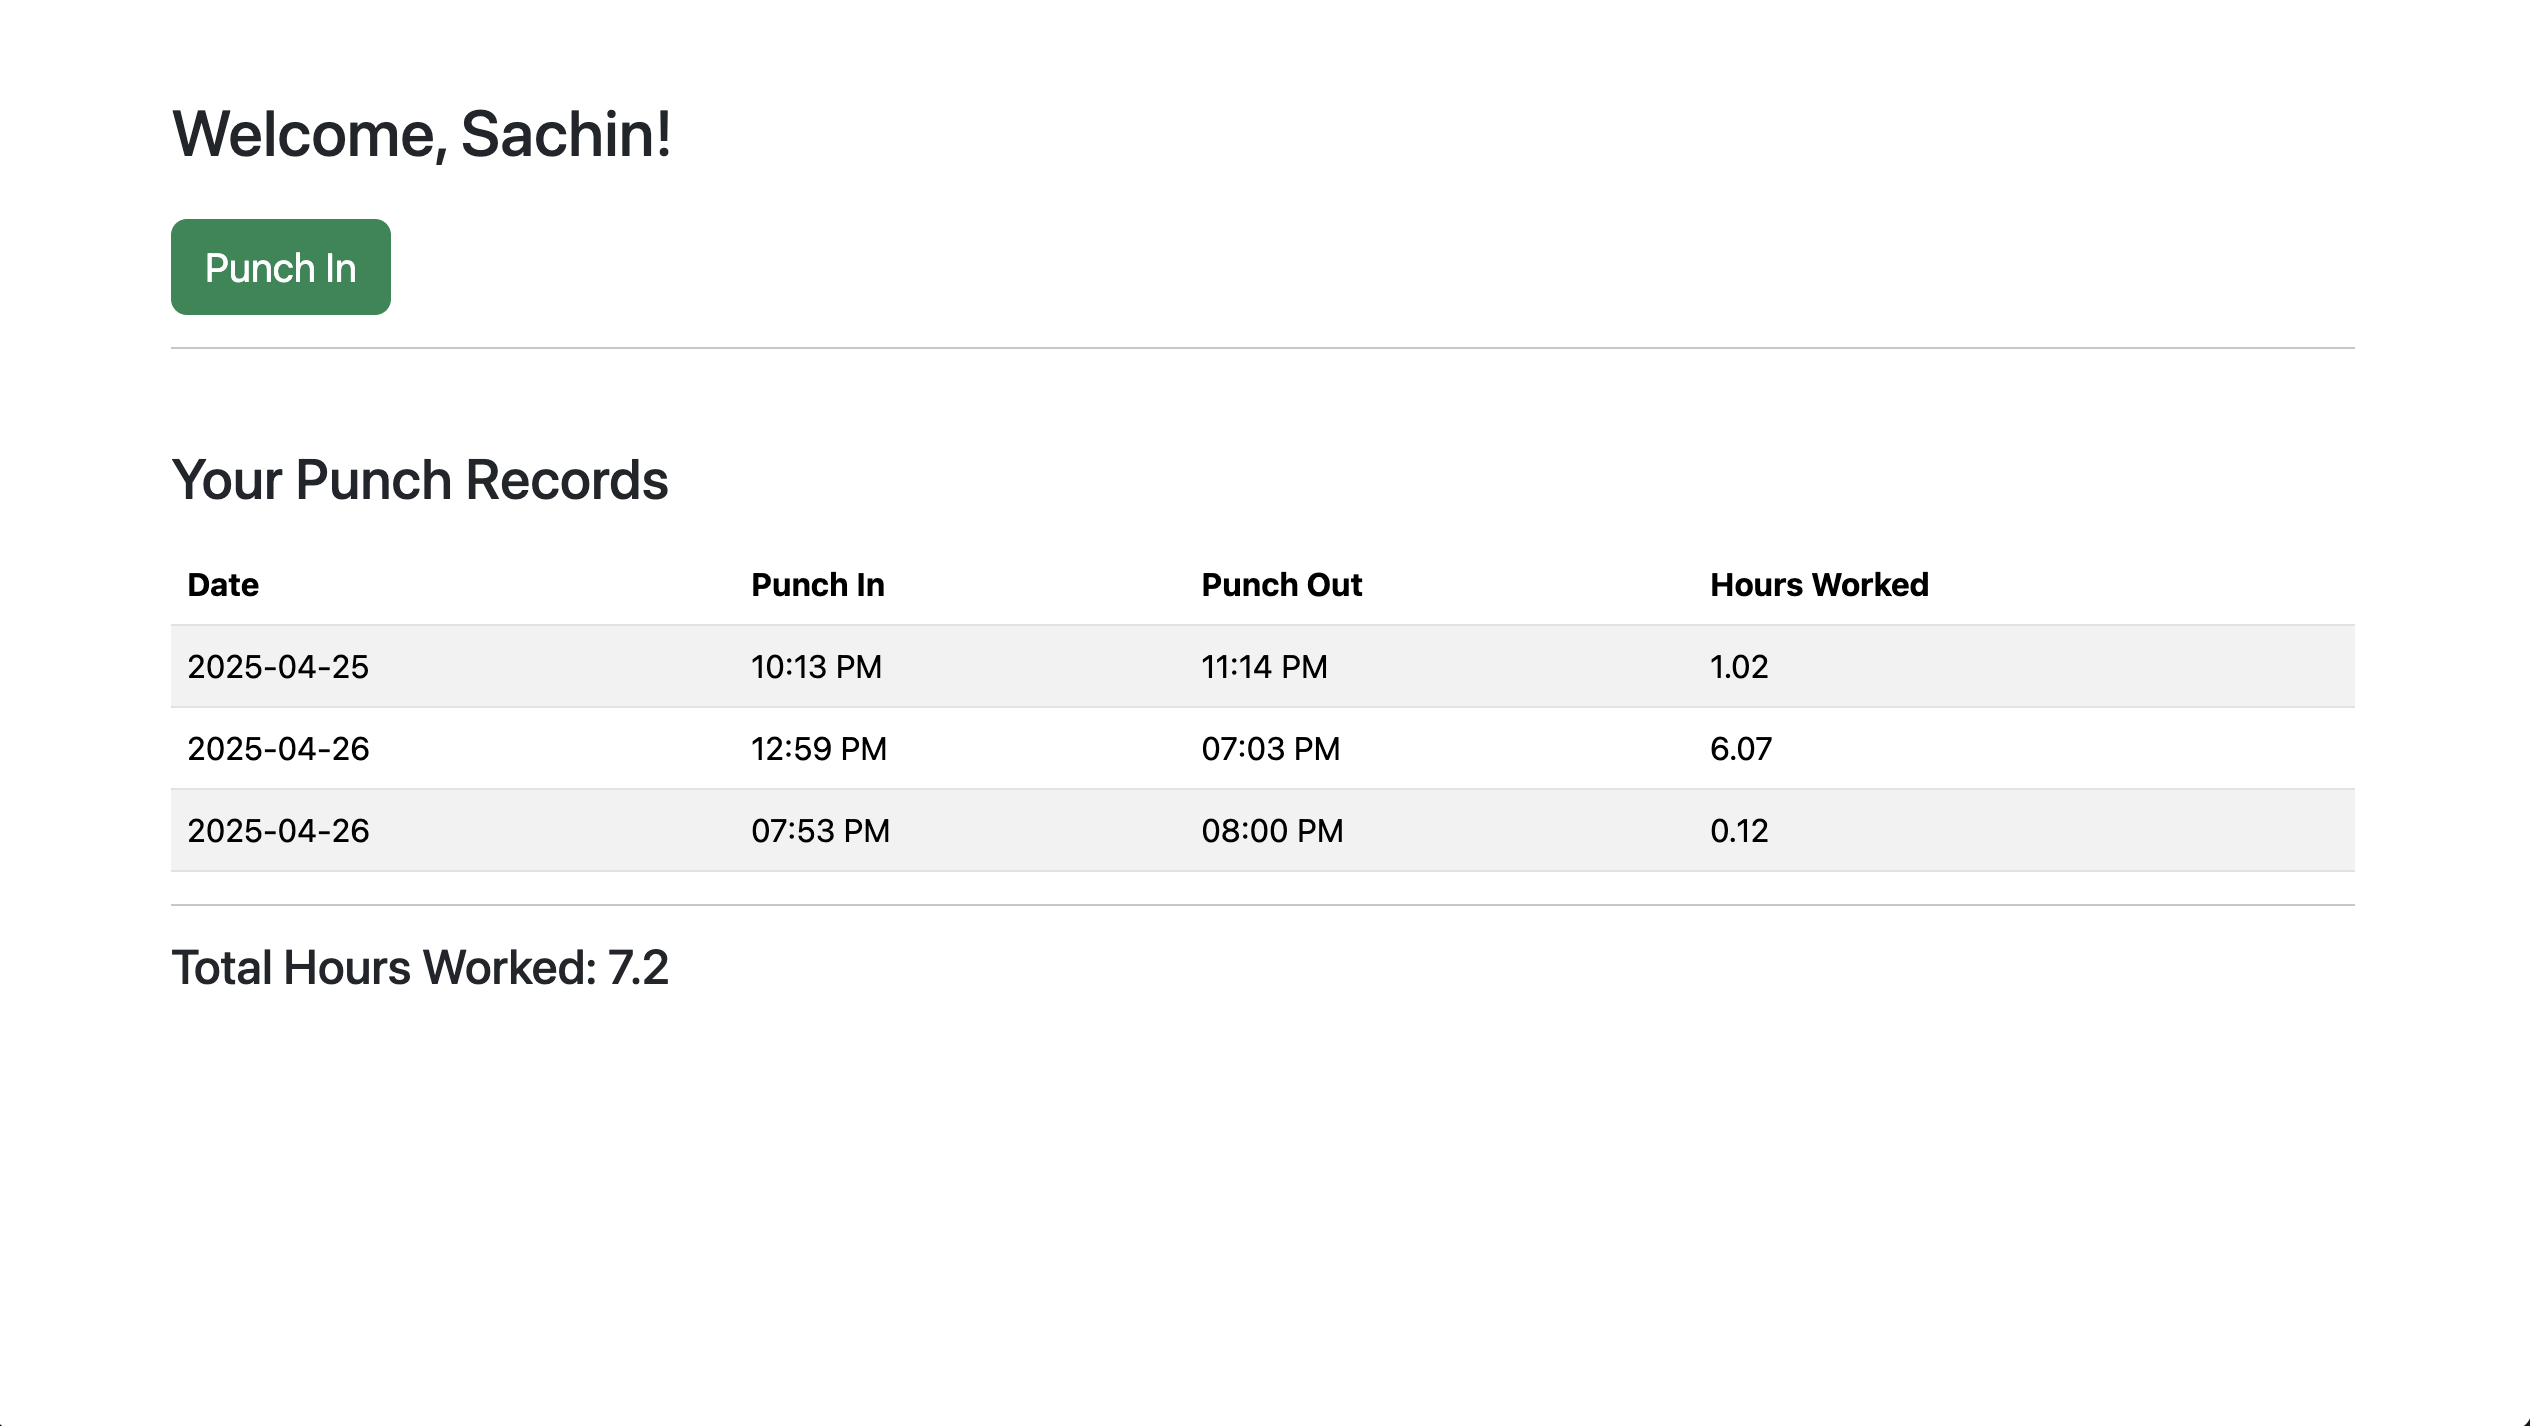 Welcome, Sachin!
Punch In
Your Punch Records
Date Punch In Punch Out Hours Worked
2025-04-25 10:13 PM 11:14 PM 1.02
2025-04-26 12:59 PM 07:03 PM 6.07
2025-04-26 07:53 PM 08:00 PM 0.12
Total Hours Worked: 7.2